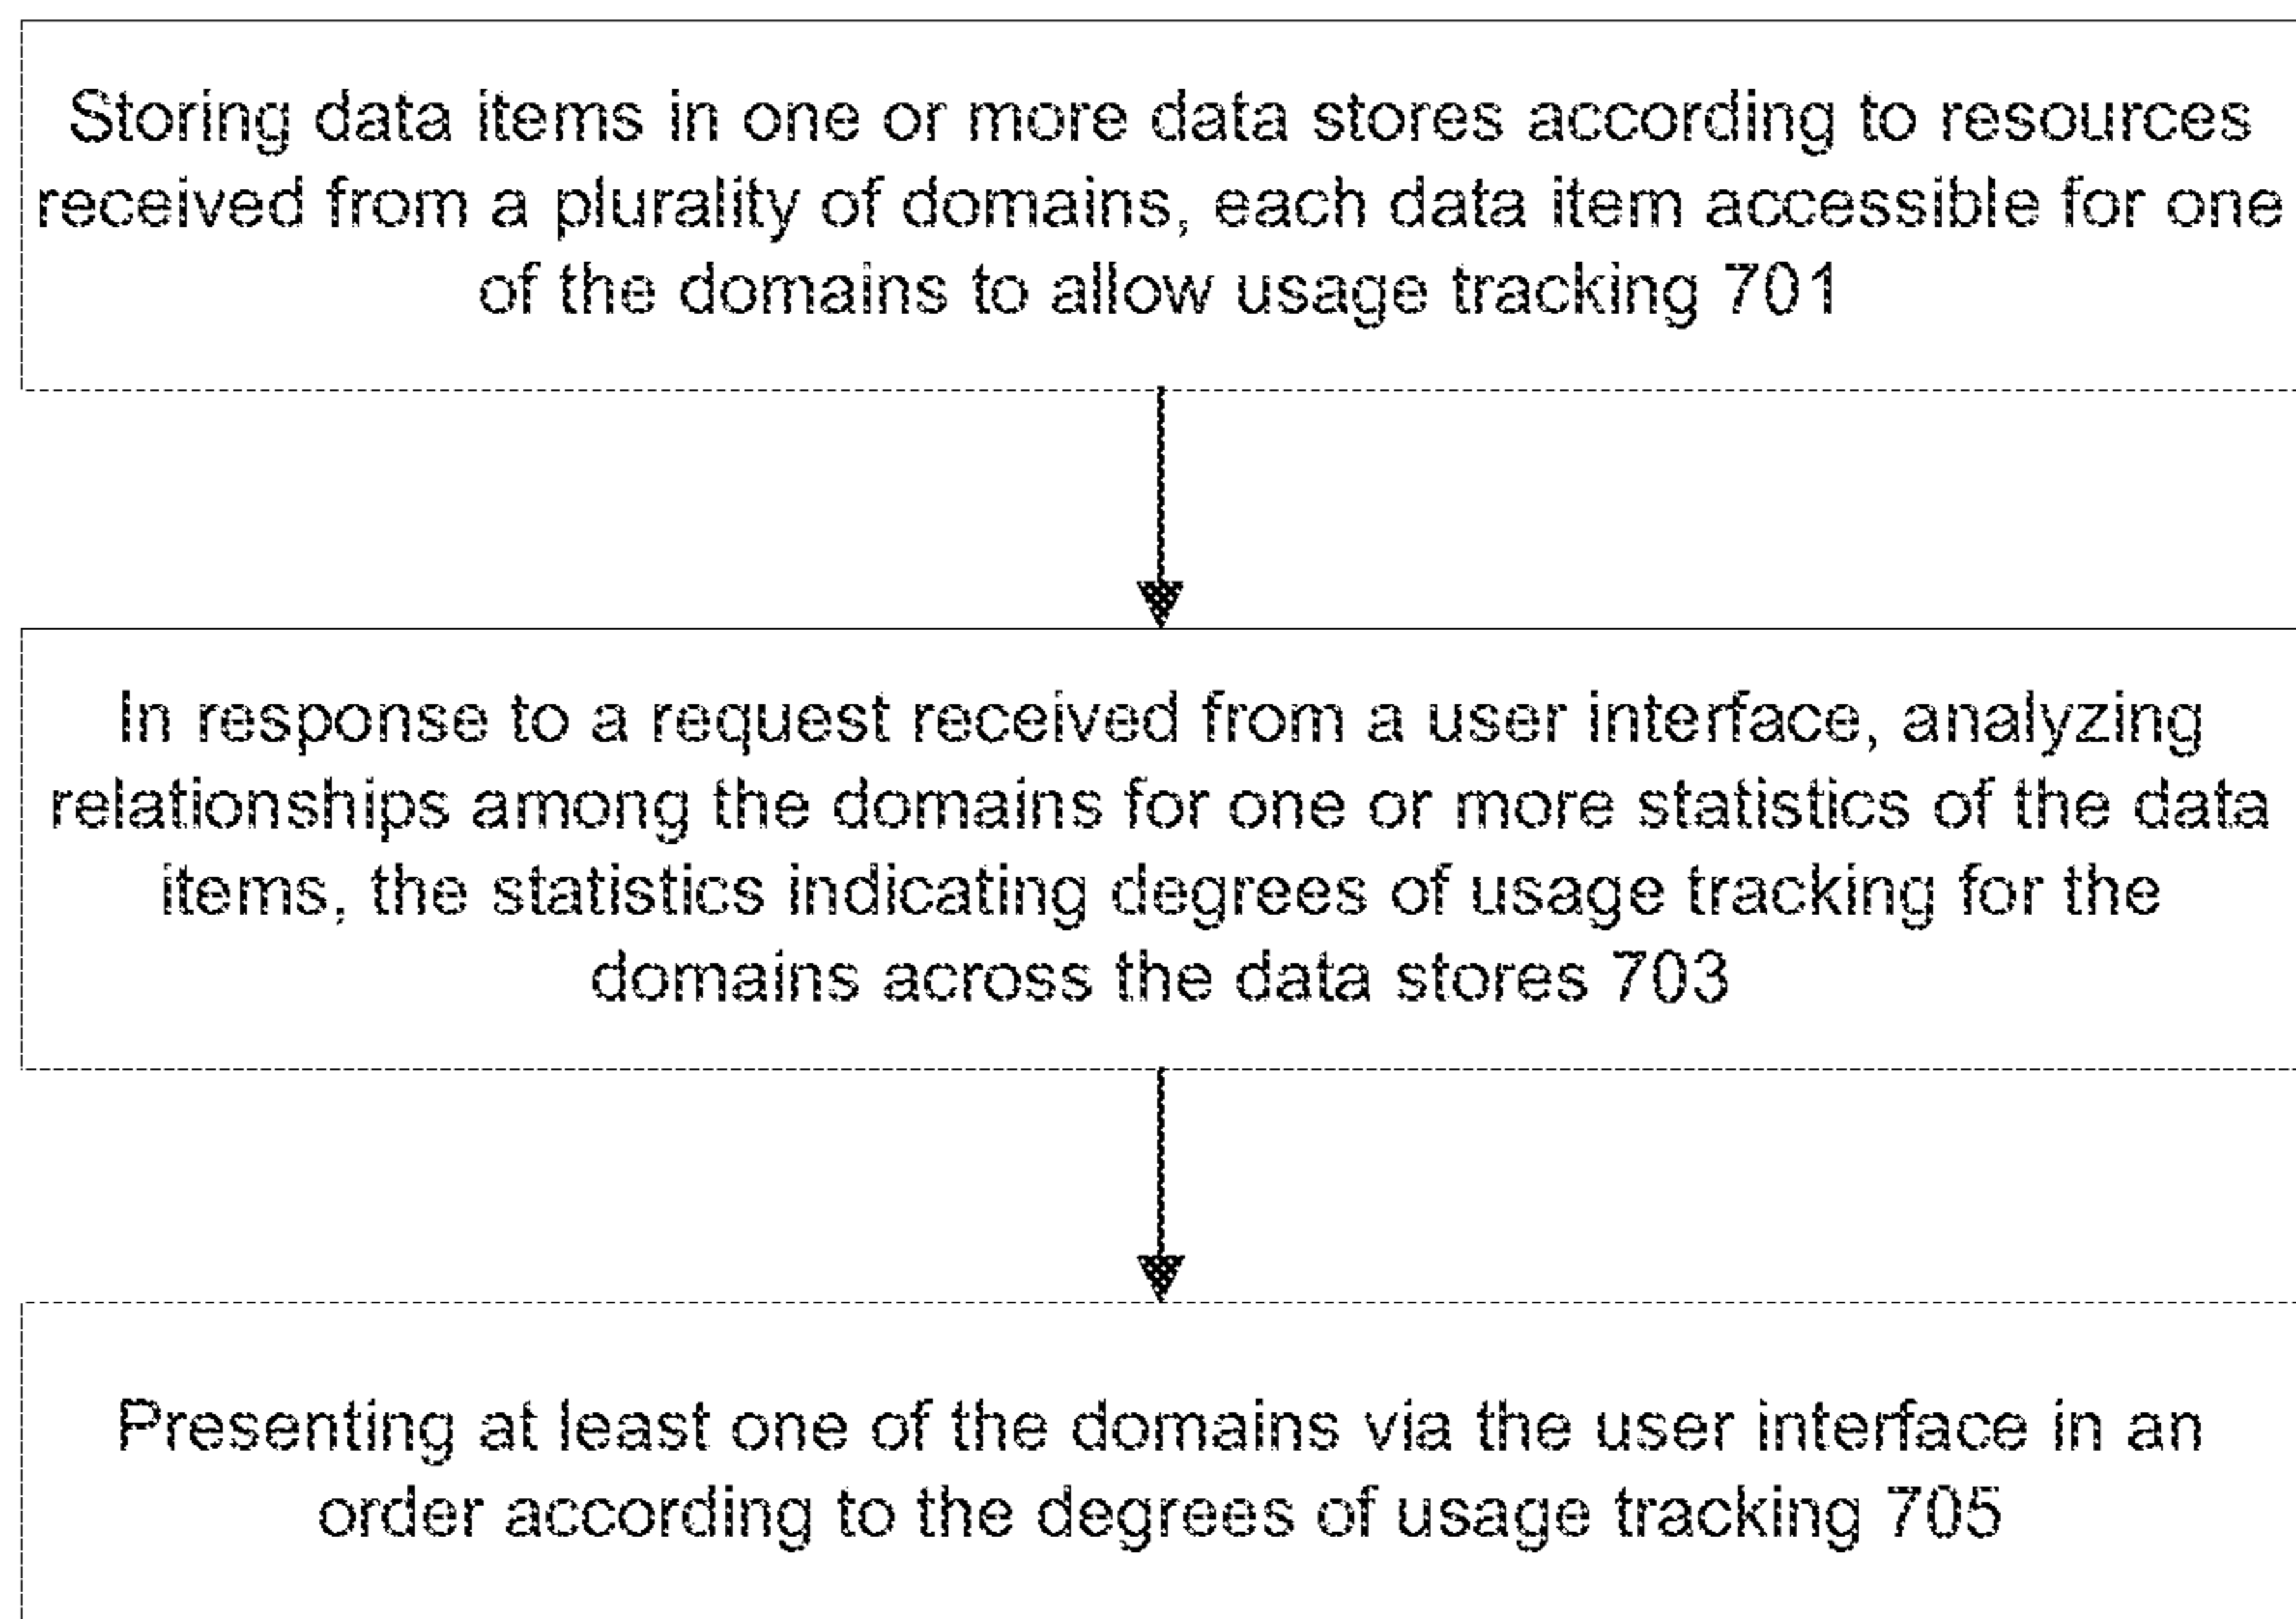 Storing data items in one or more data stores according to resources
received from a plurality of domains, each data item accessible for one
of the domains to allow usage tracking 701
In response to a request received from a user interface, analyzing
relationships among the domains for one or more statistics of the data
items, the statistics indicating degrees of usage tracking for the
domains across the data stores 703
Presenting at least one of the domains via the user interface in an
order according to the degrees of usage tracking 705